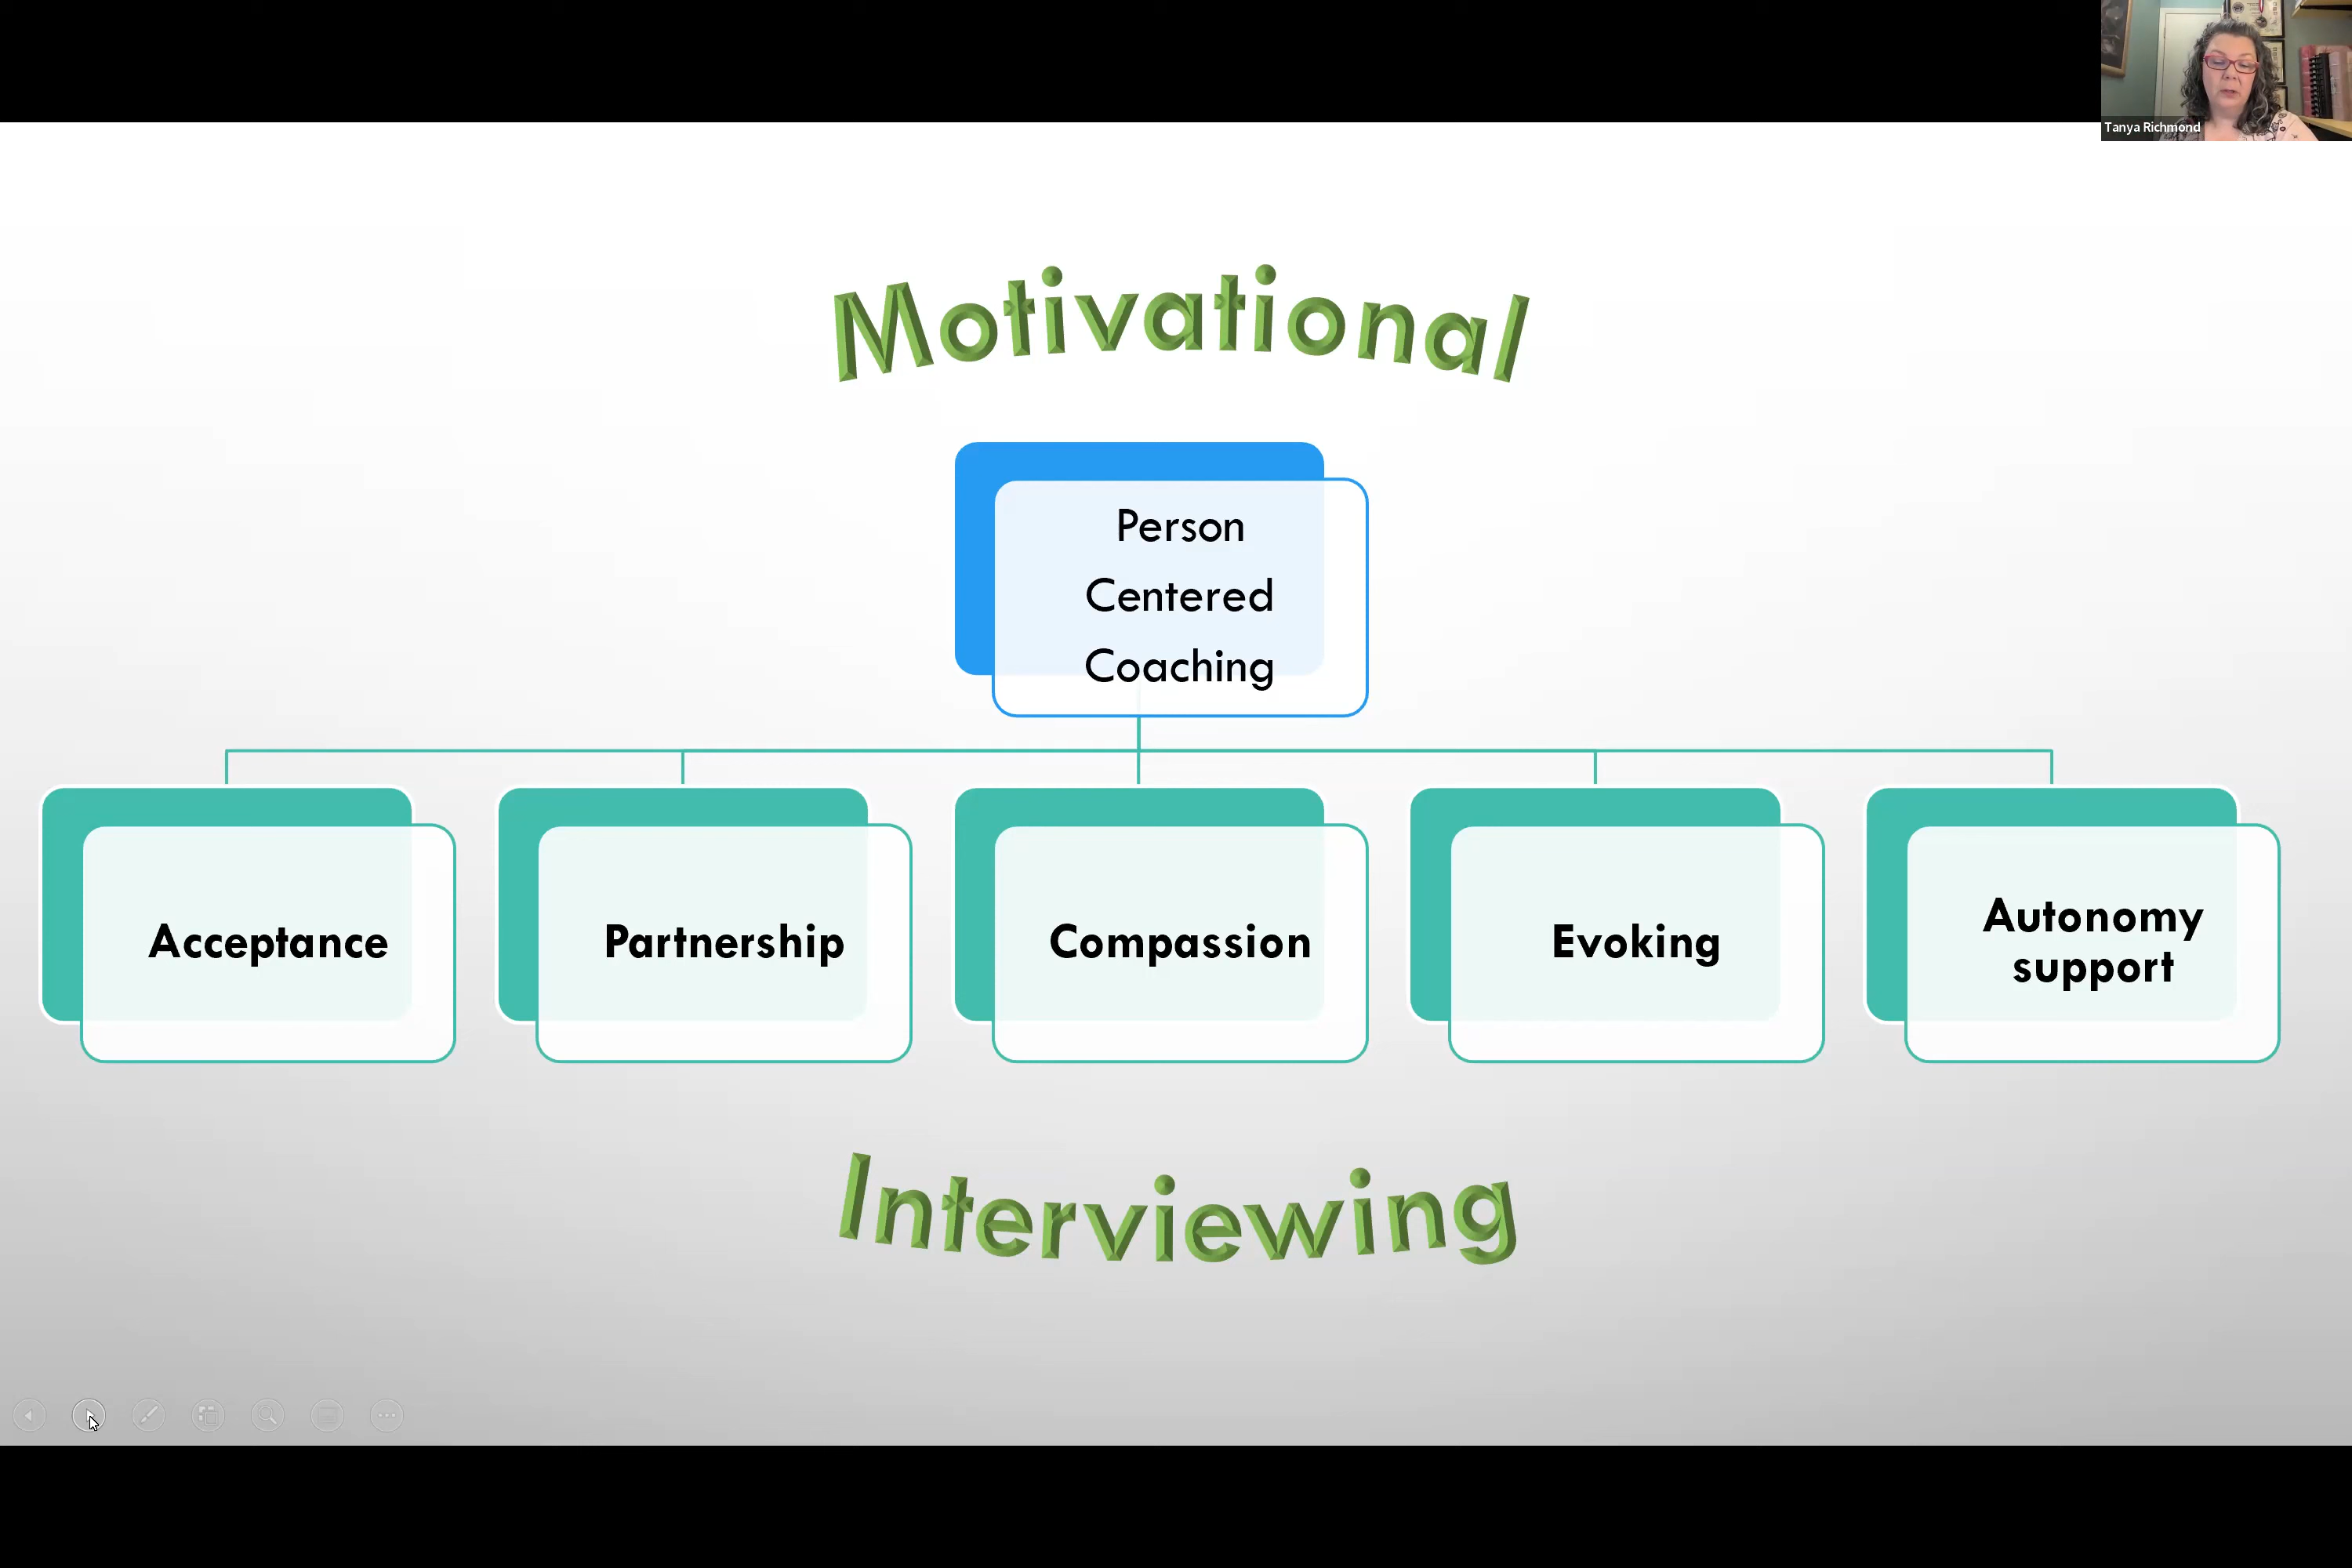 Tanya Richmond
Motivational
Person
Centered
Coaching
Acceptance
Partnership
Compassion
Evoking
Autonomy
support
Interviewing